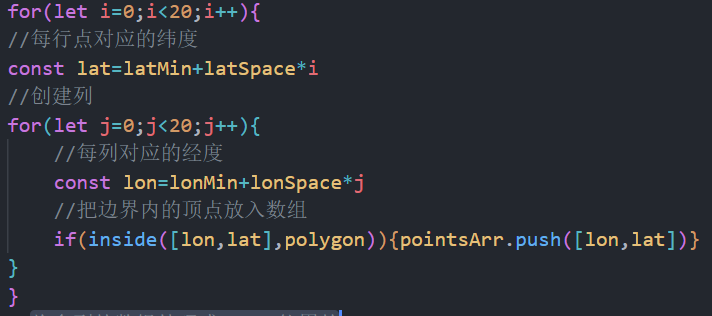 for(let i=0;i<20;i++){
//每行点对应的纬度
const lat=latMin+latSpace*i
//创建列
for(let j=0;j<20;j++){
//每列对应的经度
const lon=lonMin+lonSpace*j
//把边界内的顶点放入数组
if(inside([lon,lat],polygon)){pointsArr.push([lon,lat])}
}
}